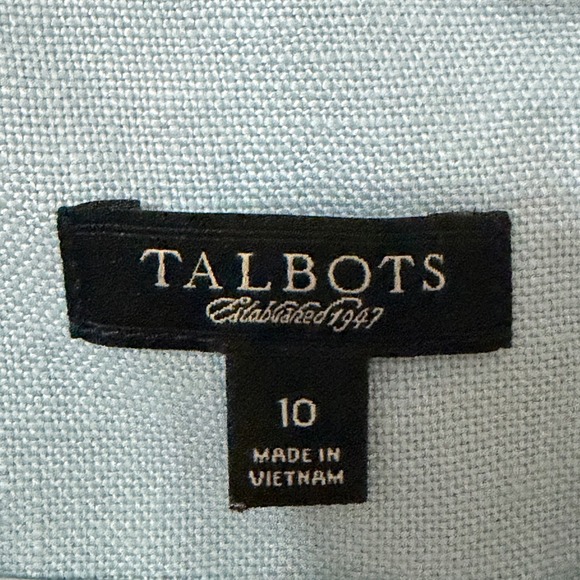 TALBOTS
Established 1947
10
MADE IN
VIETNAM